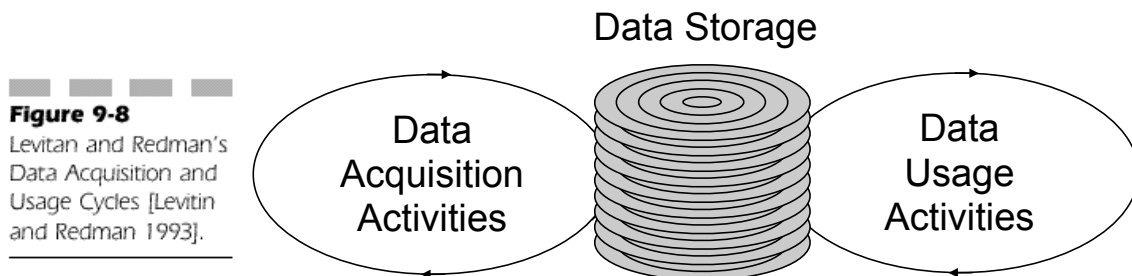 Figure 9-8
Levitan and Redman's
Data Acquisition and
Usage Cycles [Levitin
and Redman 1993].
Data Storage
Data
Acquisition
Activities
Data
Usage
Activities